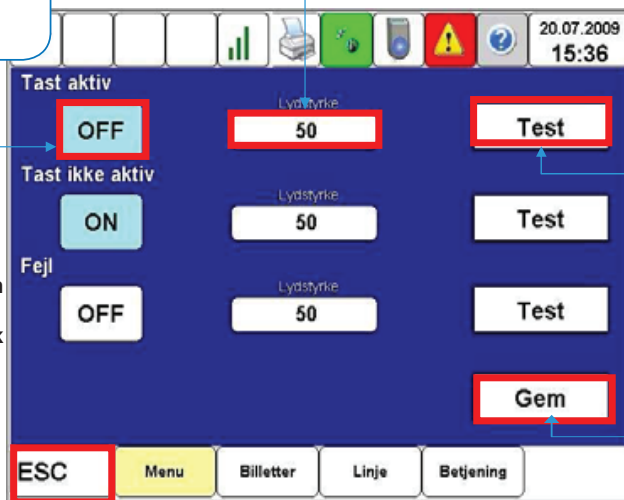 20.07.2009
15:36
Tast aktiv
Lydstyrke
OFF
50
Test
Tast ikke aktiv
Lydstyrke
ON
50
Test
Fejl
Lydstyrke
OFF
50
Test
Gem
ESC
Menu
Billetter
Linje
Betjening